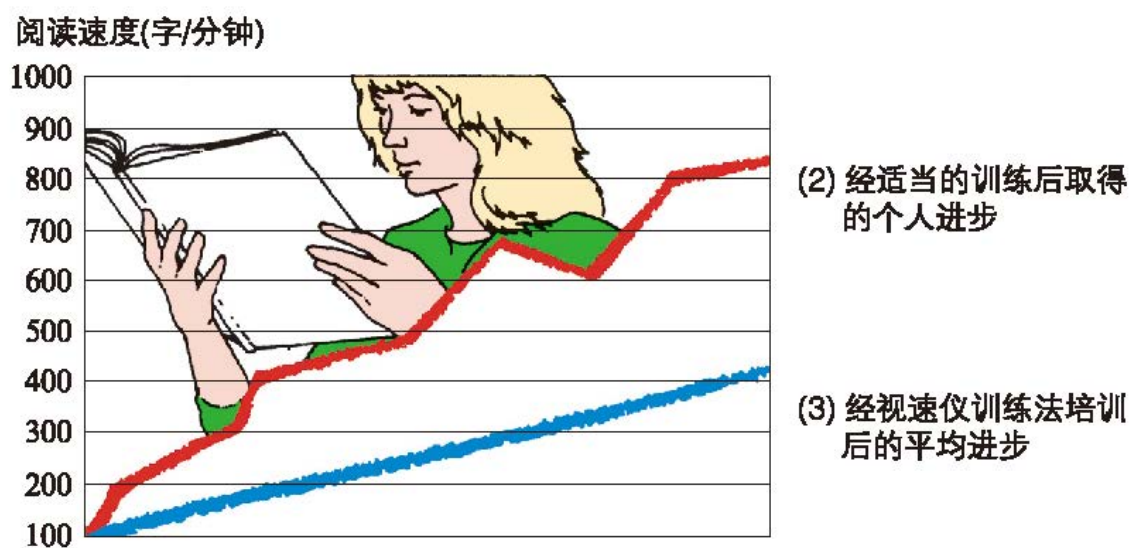 阅读速度(字/分钟)
1000
900
800
700
600
500
400
300
200
100
(2) 经适当的训练后取得
的个人进步
(3) 经视速仪训练法培训
后的平均进步